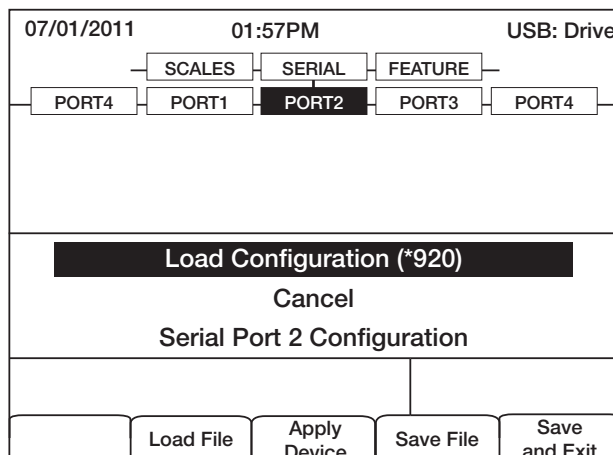 07/01/2011 01:57PM USB: Drive
SCALES SERIAL FEATURE
PORT4 PORT1 PORT2 PORT3 PORT4
Load Configuration (*920)
Cancel
Serial Port 2 Configuration
Load File Apply Device Save File Save and Exit